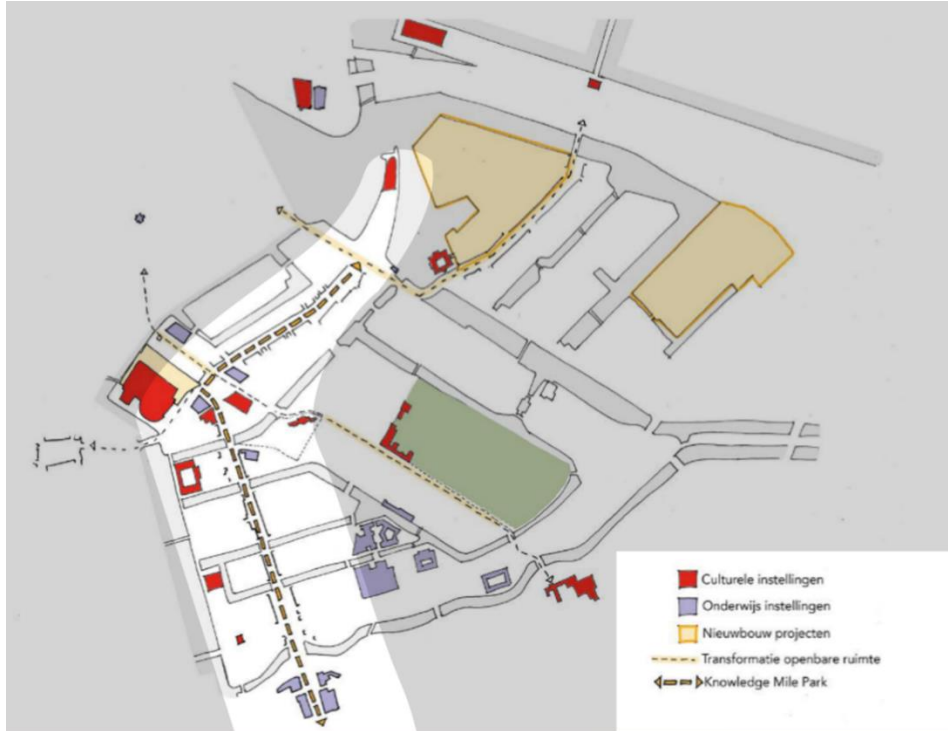 Culturele instellingen
Onderwijs instellingen
Nieuwbouw projecten
Transformatie openbare ruimte
Knowledge Mile Park